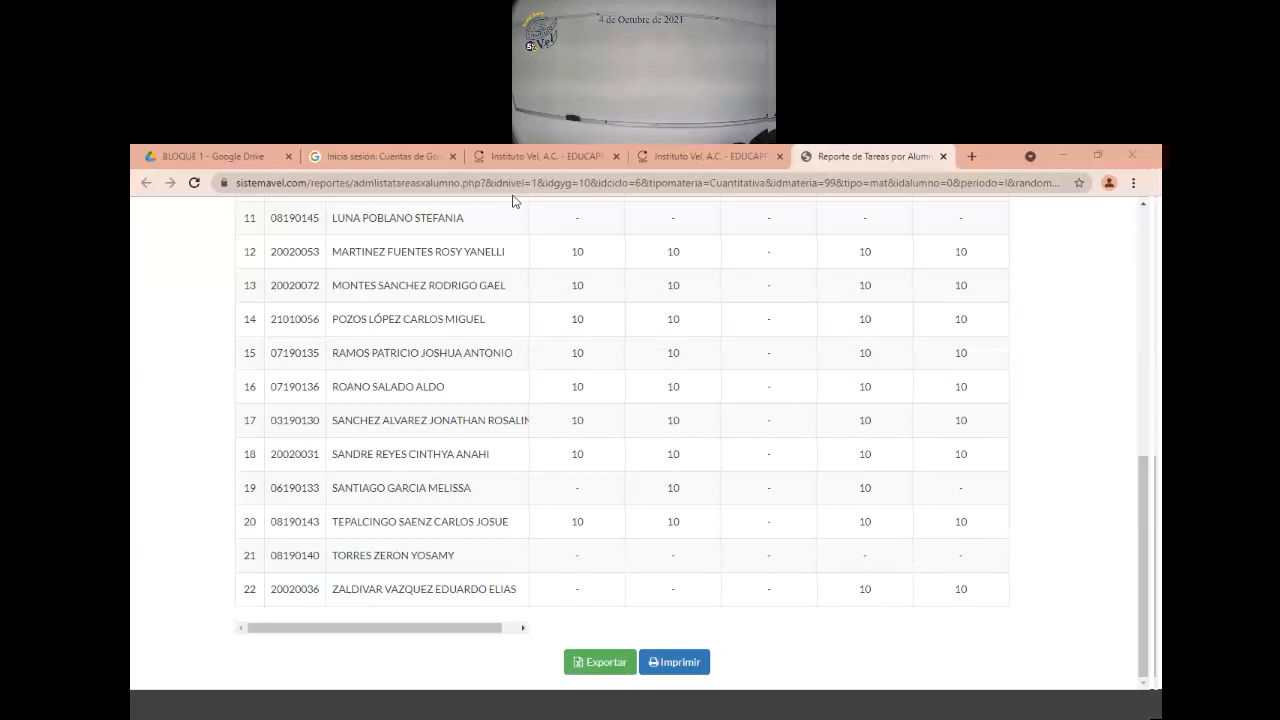 4 de Octubre de 2021
Vel
BLOQUE 1 - Google Drive
Inicia sesión: Cuentas de Go
Instituto Vel, A.C. - EDUCAP
Instituto Vel, A.C. - EDUCAP
Reporte de Tareas por Alumn
sistemavel.com/reportes/admlistatareasxalumno.php?&idnivel=1&idgyg=10&idciclo=6&tipomateria=Cuantitativa&idmateria=99&tipo=mat&idalumno=0&periodo=I&random...
11 08190145 LUNA POBLANO STEFANIA - - - - -
12 20020053 MARTINEZ FUENTES ROSY YANELLI 10 10 - 10 10
13 20020072 MONTES SANCHEZ RODRIGO GAEL 10 10 - 10 10
14 21010056 POZOS LÓPEZ CARLOS MIGUEL 10 10 - 10 10
15 07190135 RAMOS PATRICIO JOSHUA ANTONIO 10 10 - 10 10
16 07190136 ROANO SALADO ALDO 10 10 - 10 10
17 03190130 SANCHEZ ALVAREZ JONATHAN ROSALIN 10 10 - 10 10
18 20020031 SANDRE REYES CINTHYA ANAHI 10 10 - 10 10
19 06190133 SANTIAGO GARCIA MELISSA - 10 - 10 -
20 08190143 TEPALCINGO SAENZ CARLOS JOSUE 10 10 - 10 10
21 08190140 TORRES ZERON YOSAMY - - - - -
22 20020036 ZALDIVAR VAZQUEZ EDUARDO ELIAS - - - 10 10
Exportar
Imprimir